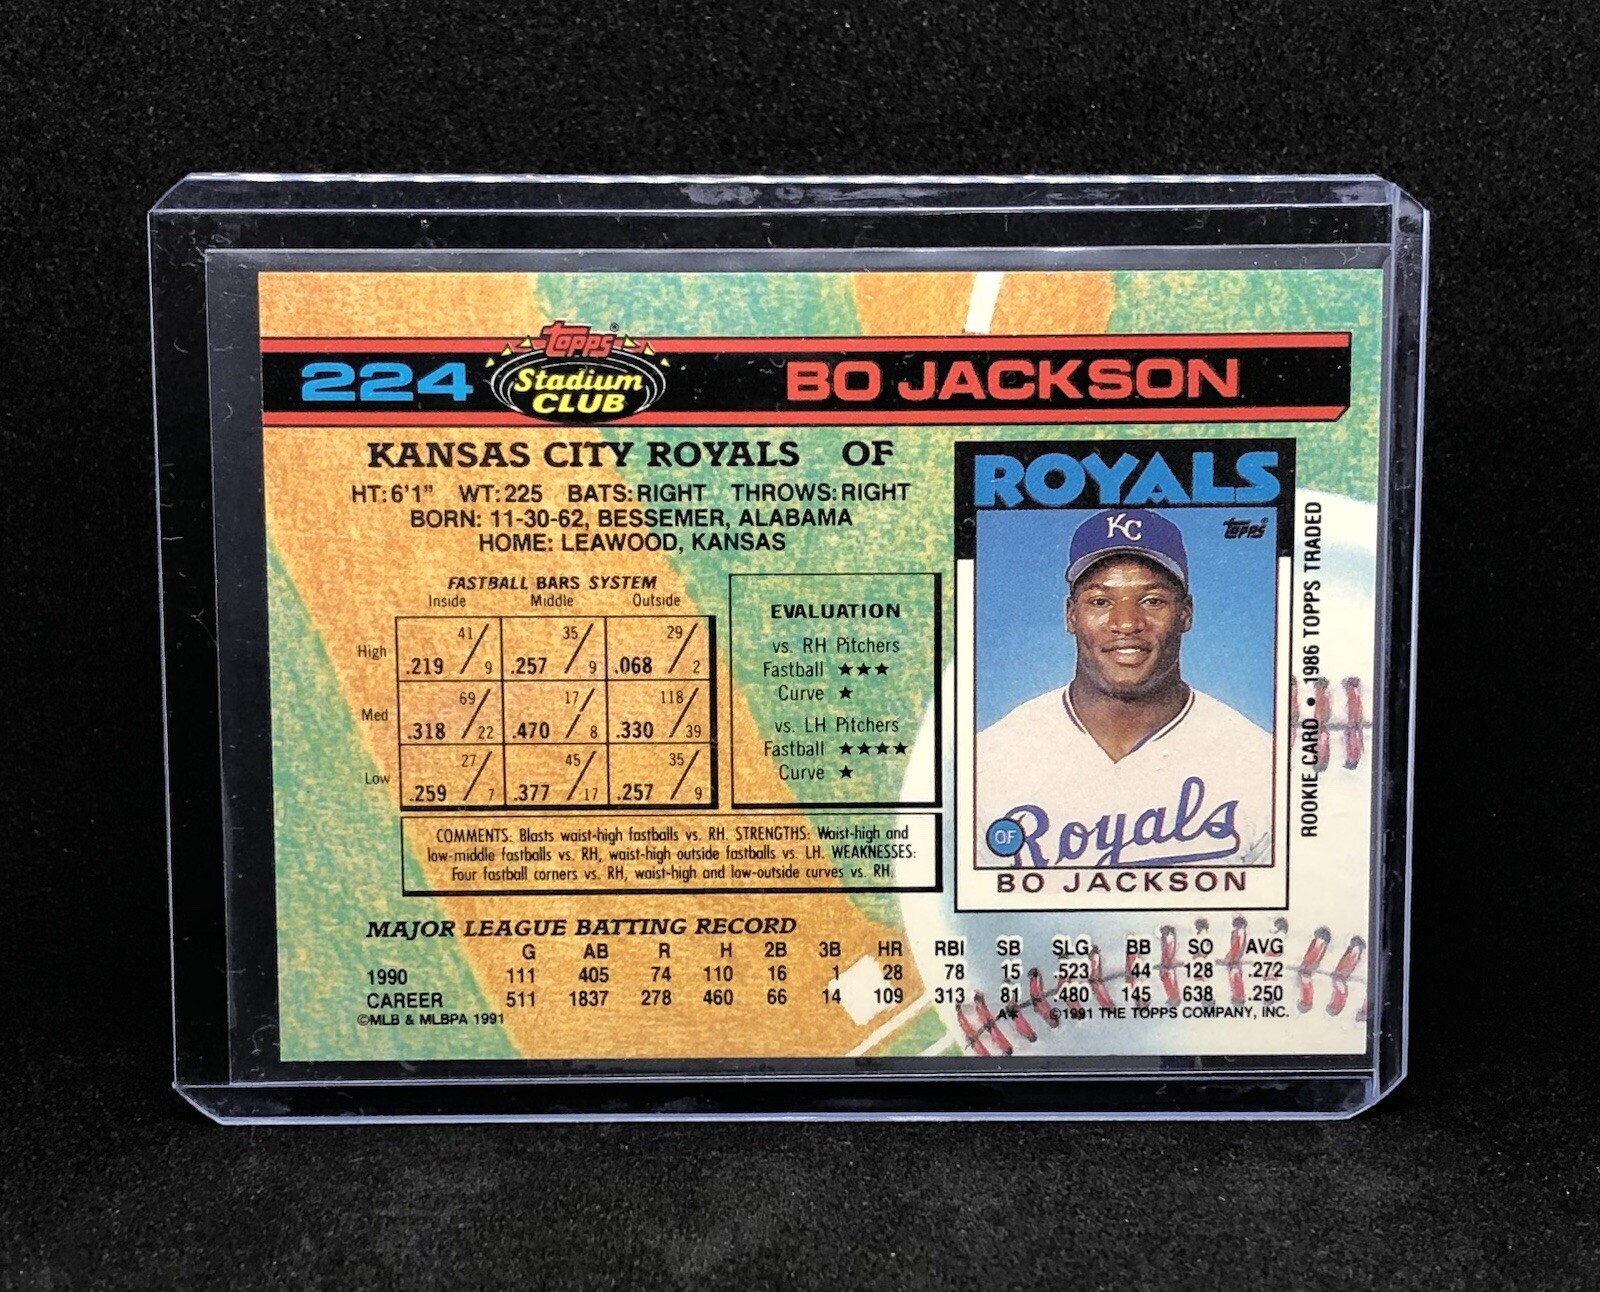 224 Topps® Stadium CLUB BO JACKSON
KANSAS CITY ROYALS OF
HT: 6'1" WT: 225 BATS: RIGHT THROWS: RIGHT
BORN: 11-30-62, BESSEMER, ALABAMA
HOME: LEAWOOD, KANSAS
FASTBALL BARS SYSTEM
Inside Middle Outside
High .219 41/9 .257 35/9 .068 29/2
Med .318 69/22 .470 17/8 .330 118/39
Low .259 27/7 .377 45/17 .257 35/9
EVALUATION
vs. RH Pitchers
Fastball ★★★
Curve ★
vs. LH Pitchers
Fastball ★★★★
Curve ★
COMMENTS: Blasts waist-high fastballs vs. RH. STRENGTHS: Waist-high and
low-middle fastballs vs. RH, waist-high outside fastballs vs. LH. WEAKNESSES:
Four fastball corners vs. RH, waist-high and low-outside curves vs. RH.
ROYALS
Topps®
KC
Royals
OF
BO JACKSON
ROOKIE CARD • 1986 TOPPS TRADED
MAJOR LEAGUE BATTING RECORD
G AB R H 2B 3B HR RBI SB SLG BB SO AVG
1990 111 405 74 110 16 1 28 78 15 .523 44 128 .272
CAREER 511 1837 278 460 66 14 109 313 81 .480 145 638 .250
©MLB & MLBPA 1991 A* ©1991 THE TOPPS COMPANY, INC.